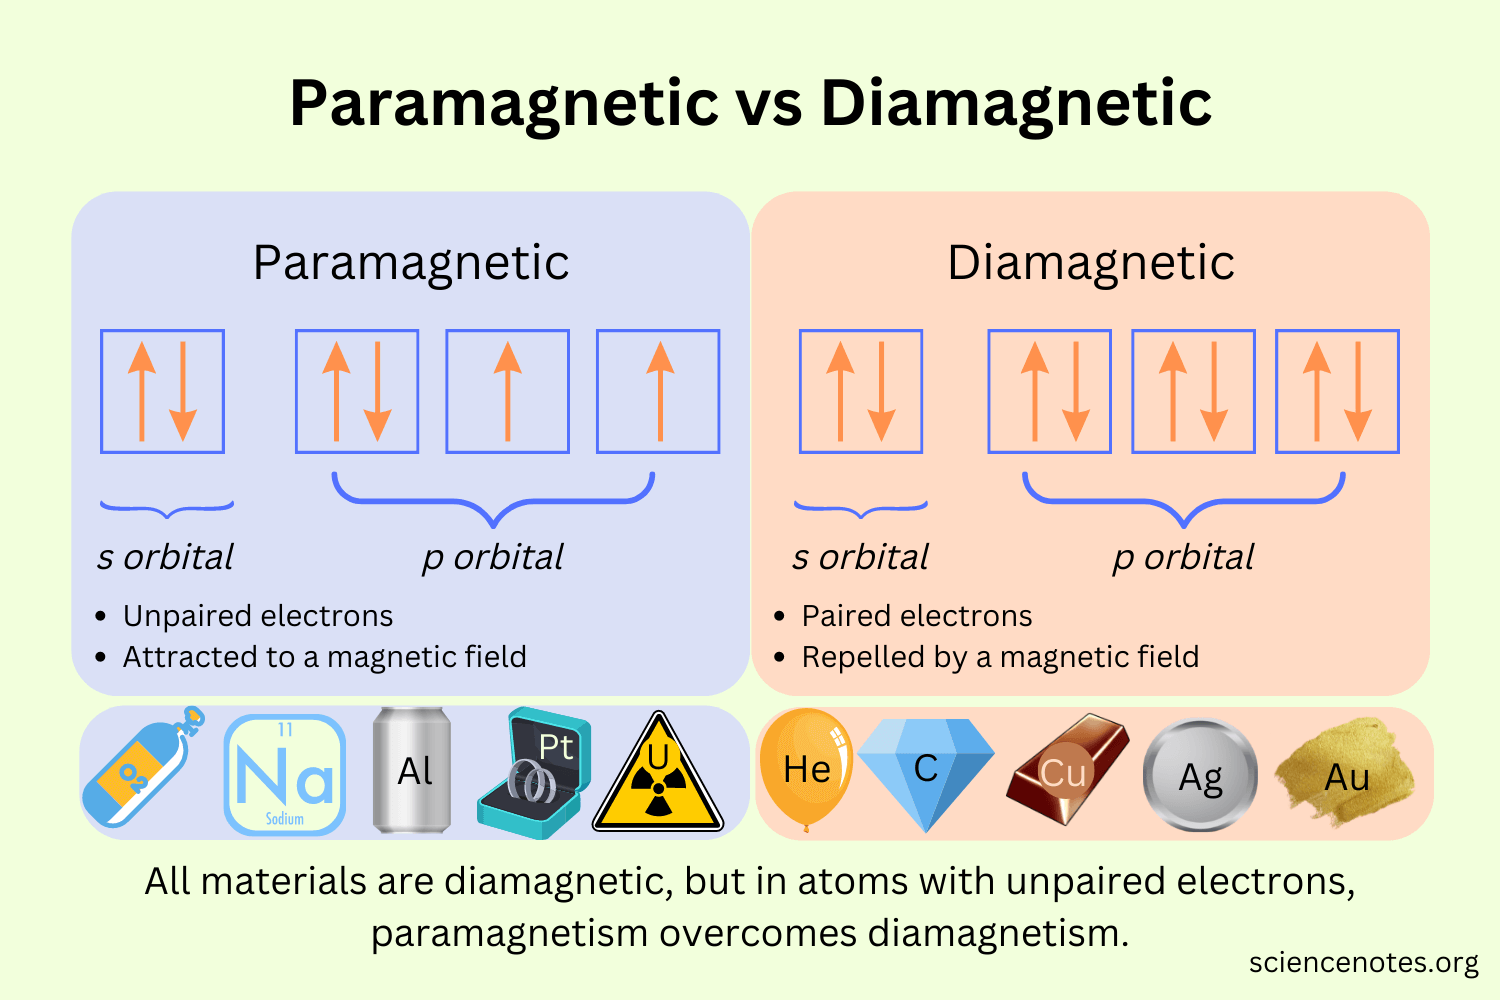 Paramagnetic vs Diamagnetic
Paramagnetic
s orbital
p orbital
• Unpaired electrons
• Attracted to a magnetic field
Diamagnetic
s orbital
p orbital
• Paired electrons
• Repelled by a magnetic field
O2
11
Na
Sodium
Al
Pt
U
He
C
Cu
Ag
Au
All materials are diamagnetic, but in atoms with unpaired electrons,
paramagnetism overcomes diamagnetism.
sciencenotes.org